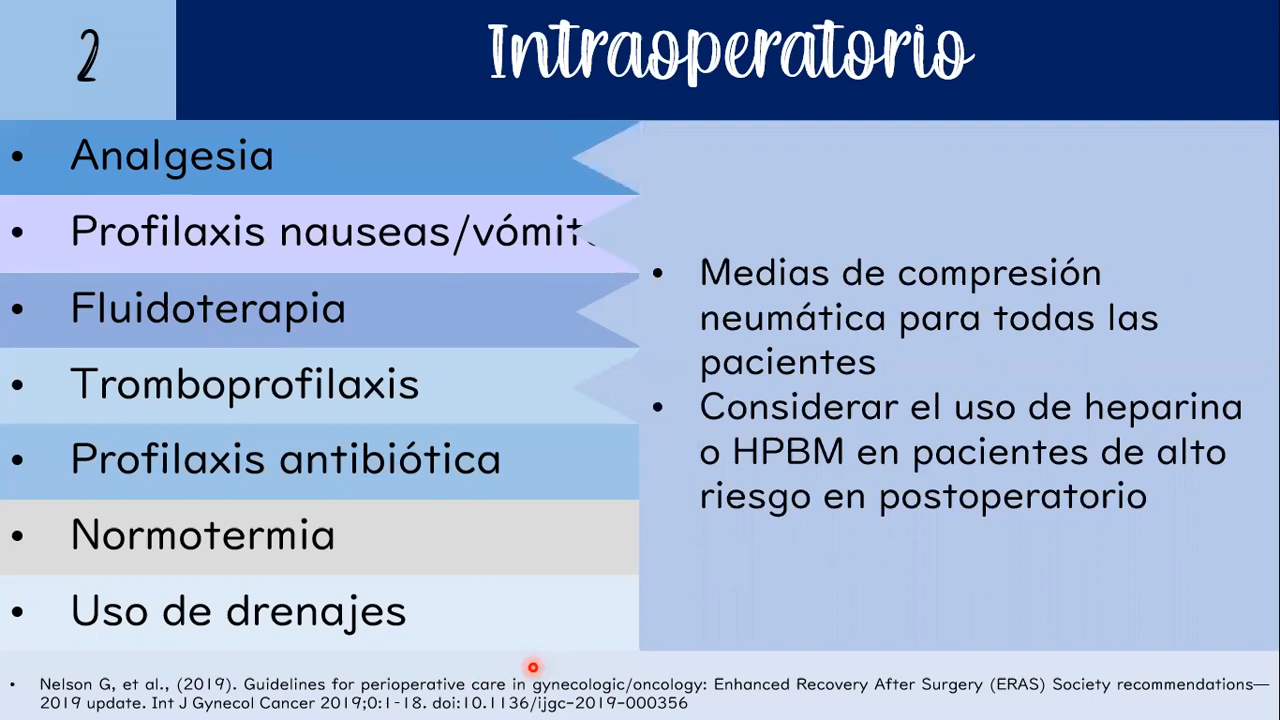 2
Intraoperatorio
• Analgesia
• Profilaxis nauseas/vómit
• Fluidoterapia
• Tromboprofilaxis
• Profilaxis antibiótica
• Normotermia
• Uso de drenajes
• Medias de compresión
neumática para todas las
pacientes
• Considerar el uso de heparina
o HPBM en pacientes de alto
riesgo en postoperatorio
• Nelson G, et al., (2019). Guidelines for perioperative care in gynecologic/oncology: Enhanced Recovery After Surgery (ERAS) Society recommendations—
2019 update. Int J Gynecol Cancer 2019;0:1-18. doi:10.1136/ijgc-2019-000356